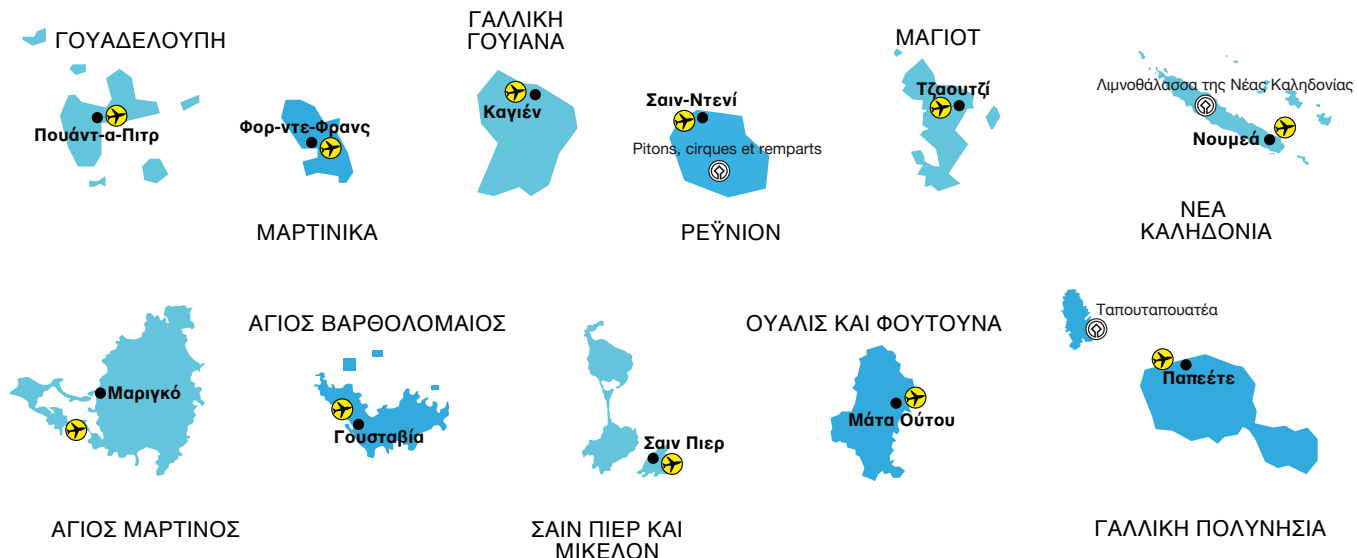 ΓΟΥΑΔΕΛΟΥΠΗ
Πουάντ-α-Πιτρ
Φορ-ντε-Φρανς
ΜΑΡΤΙΝΙΚΑ
ΓΑΛΛΙΚΗ
ΓΟΥΙΑΝΑ
Καγιέν
Σαιν-Ντενί
Pitons, cirques et remparts
ΡΕΫΝΙΟΝ
ΜΑΓΙΟΤ
Τζαουτζί
Λιμνοθάλασσα της Νέας Καληδονίας
Νουμεά
ΝΕΑ
ΚΑΛΗΔΟΝΙΑ
Μαριγκό
ΑΓΙΟΣ ΜΑΡΤΙΝΟΣ
ΑΓΙΟΣ ΒΑΡΘΟΛΟΜΑΙΟΣ
Γουσταβία
Σαιν Πιερ
ΣΑΙΝ ΠΙΕΡ ΚΑΙ
ΜΙΚΕΛΟΝ
ΟΥΑΛΙΣ ΚΑΙ ΦΟΥΤΟΥΝΑ
Μάτα Ούτου
Ταπουταπουατέα
Παπεέτε
ΓΑΛΛΙΚΗ ΠΟΛΥΝΗΣΙΑ